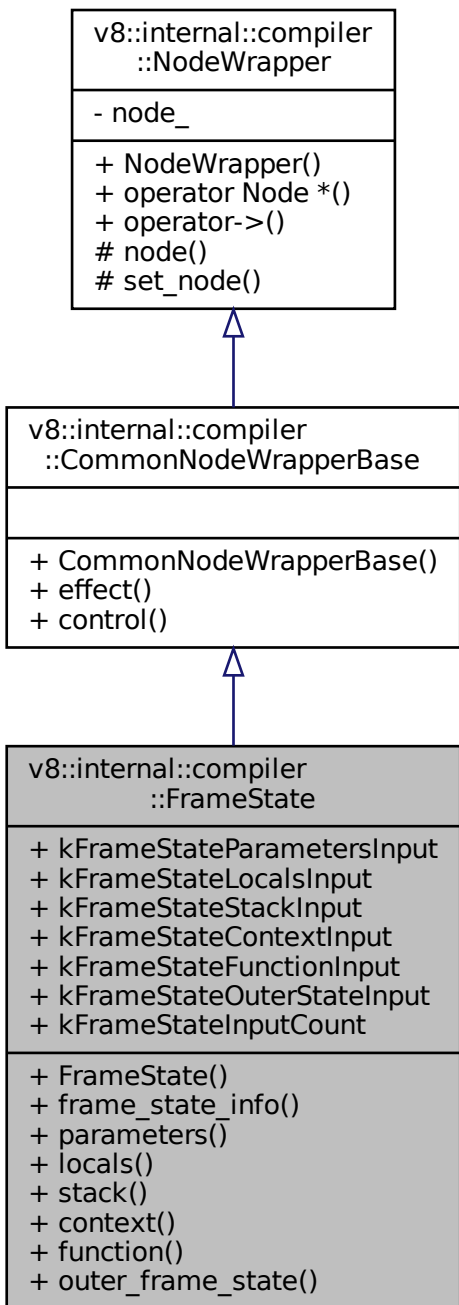 v8::internal::compiler
::NodeWrapper
- node_
+ NodeWrapper()
+ operator Node *()
+ operator->()
# node()
# set_node()
v8::internal::compiler
::CommonNodeWrapperBase
+ CommonNodeWrapperBase()
+ effect()
+ control()
v8::internal::compiler
::FrameState
+ kFrameStateParametersInput
+ kFrameStateLocalsInput
+ kFrameStateStackInput
+ kFrameStateContextInput
+ kFrameStateFunctionInput
+ kFrameStateOuterStateInput
+ kFrameStateInputCount
+ FrameState()
+ frame_state_info()
+ parameters()
+ locals()
+ stack()
+ context()
+ function()
+ outer_frame_state()